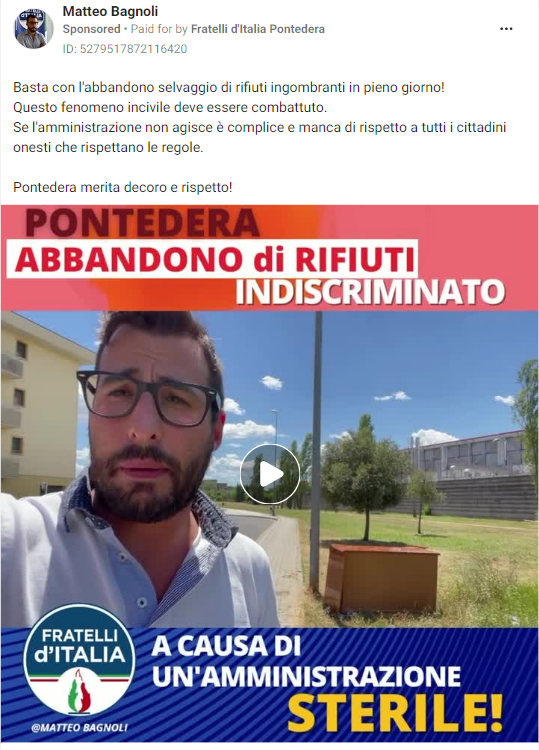 Matteo Bagnoli
Sponsored • Paid for by Fratelli d'Italia Pontedera
ID: 5279517872116420
Basta con l'abbandono selvaggio di rifiuti ingombranti in pieno giorno!
Questo fenomeno incivile deve essere combattuto.
Se l'amministrazione non agisce è complice e manca di rispetto a tutti i cittadini
onesti che rispettano le regole.
Pontedera merita decoro e rispetto!
PONTEDERA
ABBANDONO di RIFIUTI
INDISCRIMINATO
FRATELLI
d'ITALIA
@MATTEO BAGNOLI
A CAUSA DI
UN'AMMINISTRAZIONE
STERILE!